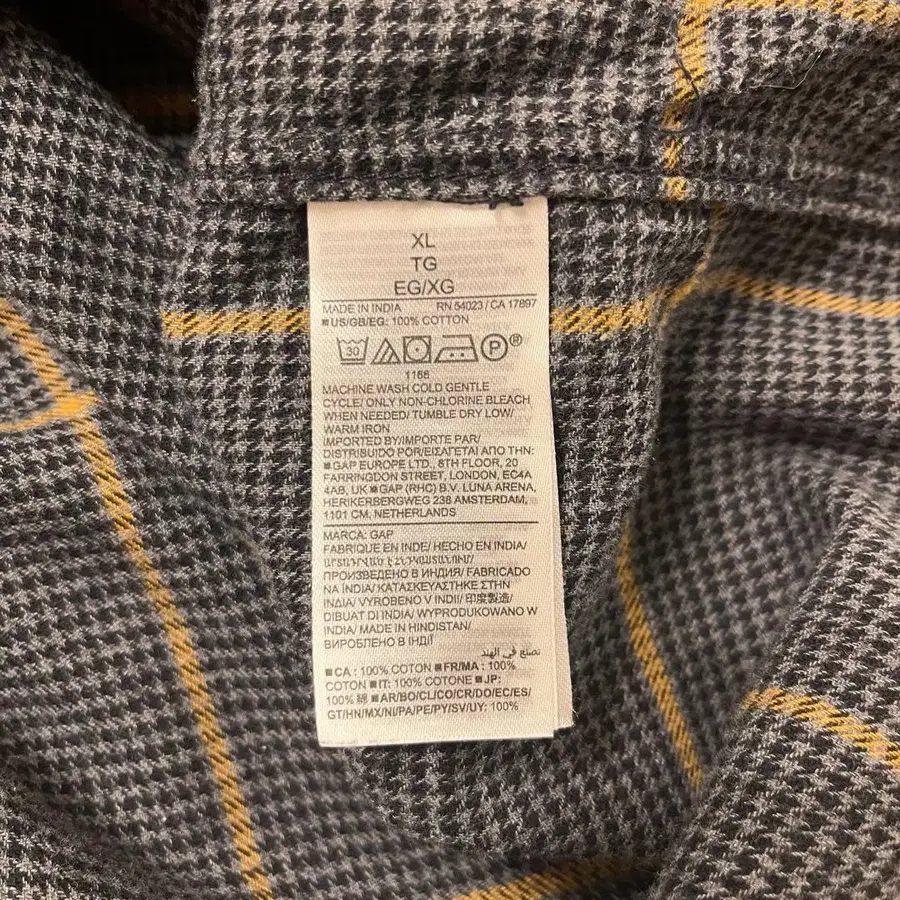 XL
TG
EG/XG
MADE IN INDIA RN 54023 / CA 17897
■US/GB/EG: 100% COTTON
30 P ®
1166
MACHINE WASH COLD GENTLE
CYCLE/ ONLY NON-CHLORINE BLEACH
WHEN NEEDED/ TUMBLE DRY LOW/
WARM IRON
IMPORTED BY/IMPORTE PAR/
DISTRIBUIDO POR/ΕΙΣΑΓΕΤΑΙ ΑΠΟ ΤΗΝ:
■GAP EUROPE LTD., 8TH FLOOR, 20
FARRINGDON STREET, LONDON, EC4A
4AB, UK■GAP (RHC) B.V. LUNA ARENA,
HERIKERBERGWEG 238 AMSTERDAM,
1101 CM, NETHERLANDS
MARCA: GAP
FABRIQUE EN INDE/ HECHO EN INDIA/
ПРОИЗВЕДЕНО В ИНДИЯ/ FABRICADO
NA ÍNDIA/ ΚΑΤΑΣΚΕΥΑΣΤΗΚΕ ΣΤΗΝ
ΙΝΔΙΑ/ VYROBENO V INDII/ 印度製造/
DIBUAT DI INDIA/ WYPRODUKOWANO W
INDIA/ MADE IN HINDISTAN/
ВИРОБЛЕНО В ІНДІЇ
تصنع في الهند
■CA : 100% COTON ■FR/MA : 100%
COTON ■IT: 100% COTONE ■JP:
100% 綿 ■AR/BO/CL/CO/CR/DO/EC/ES/
GT/HN/MX/NI/PA/PE/PY/SV/UY: 100%